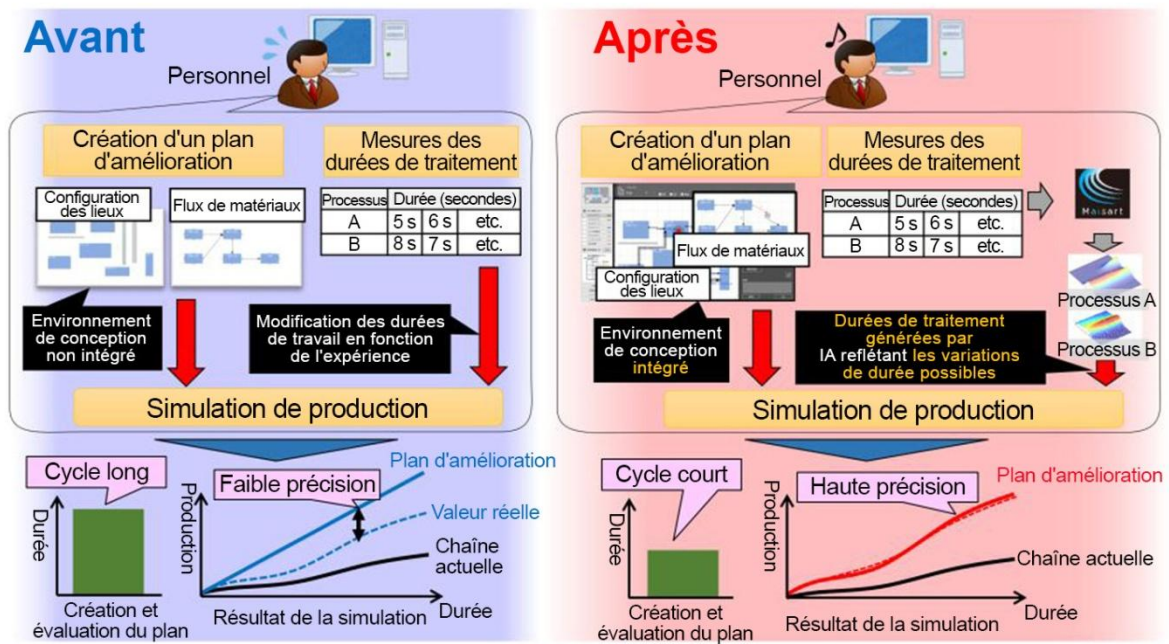 Avant
Personnel
Création d'un plan
d'amélioration
Mesures des
durées de traitement
Configuration
des lieux
Flux de matériaux
Processus Durée (secondes)
A 5 s 6 s etc.
B 8 s 7 s etc.
Environnement
de conception
non intégré
Modification des durées
de travail en fonction
de l'expérience
Simulation de production
Cycle long
Durée
Création et
évaluation du plan
Faible précision
Production
Plan d'amélioration
Valeur réelle
Chaîne
actuelle
Résultat de la simulation
Durée
Après
Personnel
Création d'un plan
d'amélioration
Mesures des
durées de traitement
Flux de matériaux
Configuration
des lieux
Processus Durée (secondes)
A 5 s 6 s etc.
B 8 s 7 s etc.
Maisart
Processus A
Processus B
Environnement
de conception
intégré
Durées de traitement
générées par
IA reflétant les variations
de durée possibles
Simulation de production
Cycle court
Durée
Création et
évaluation du plan
Haute précision
Production
Plan d'amélioration
Chaîne actuelle
Résultat de la simulation
Durée